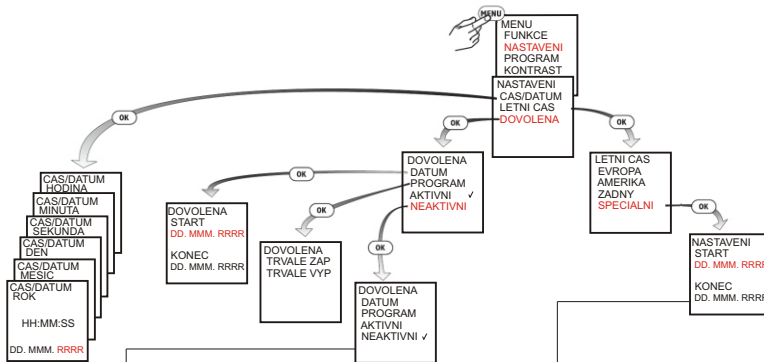 MENU
MENU
FUNKCE
NASTAVENI
PROGRAM
KONTRAST
NASTAVENI
CAS/DATUM
LETNI CAS
DOVOLENA
OK
OK
OK
CAS/DATUM
HODINA
CAS/DATUM
MINUTA
CAS/DATUM
SEKUNDA
CAS/DATUM
DEN
CAS/DATUM
MESIC
CAS/DATUM
ROK
HH:MM:SS
DD. MMM. RRRR
OK
OK
OK
DOVOLENA
START
DD. MMM. RRRR
KONEC
DD. MMM. RRRR
DOVOLENA
TRVALE ZAP
TRVALE VYP
DOVOLENA
DATUM
PROGRAM
AKTIVNI ✓
NEAKTIVNI
DOVOLENA
DATUM
PROGRAM
AKTIVNI
NEAKTIVNI ✓
LETNI CAS
EVROPA
AMERIKA
ZADNY
SPECIALNI
OK
NASTAVENI
START
DD. MMM. RRRR
KONEC
DD. MMM. RRRR